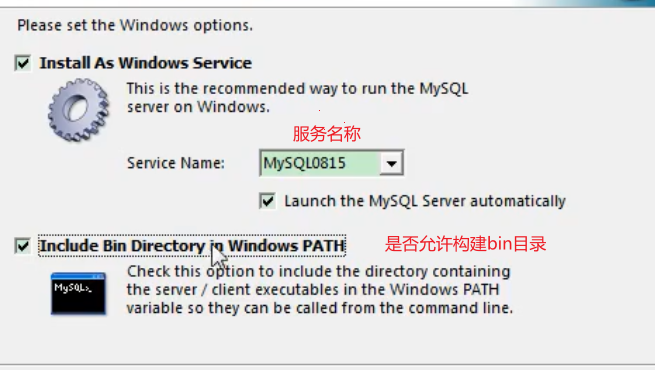 Please set the Windows options.
Install As Windows Service
This is the recommended way to run the MySQL
server on Windows.
服务名称
Service Name:
MySQL0815
Launch the MySQL Server automatically
Include Bin Directory in Windows PATH
是否允许构建bin目录
Check this option to include the directory containing
the server / client executables in the Windows PATH
variable so they can be called from the command line.
MySQL>_